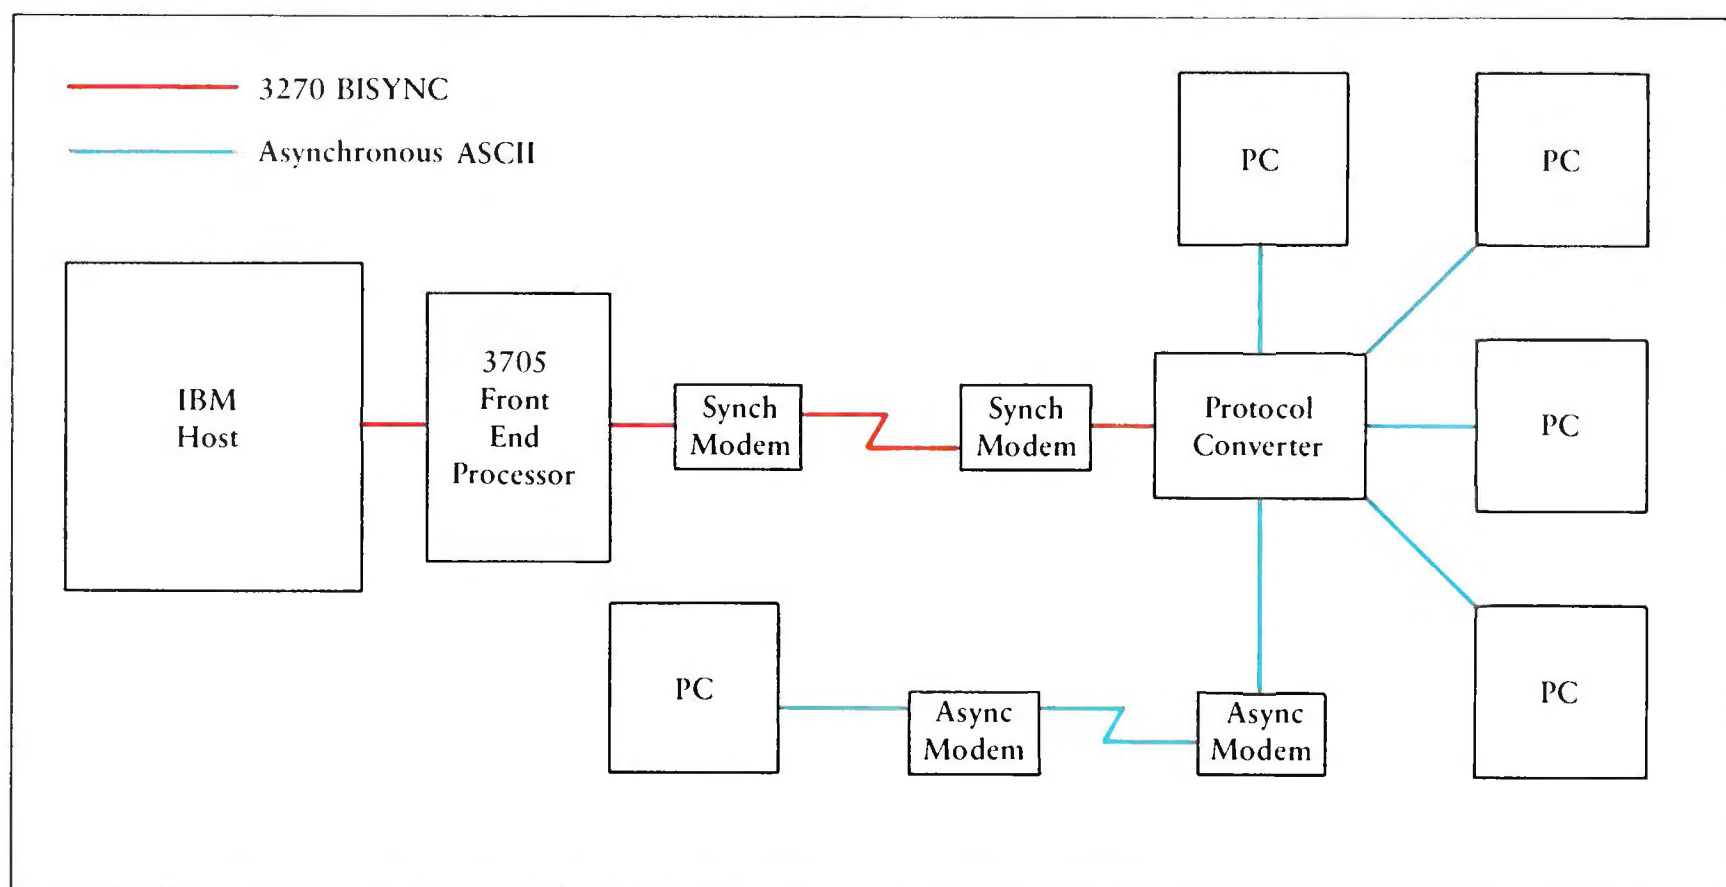 3270 BISYNC
Asynchronous ASCII
PC
PC
IBM
Host
3705
Front
End
Processor
Synch
Modem
Synch
Modem
Protocol
Converter
PC
PC
Async
Modem
Async
Modem
PC